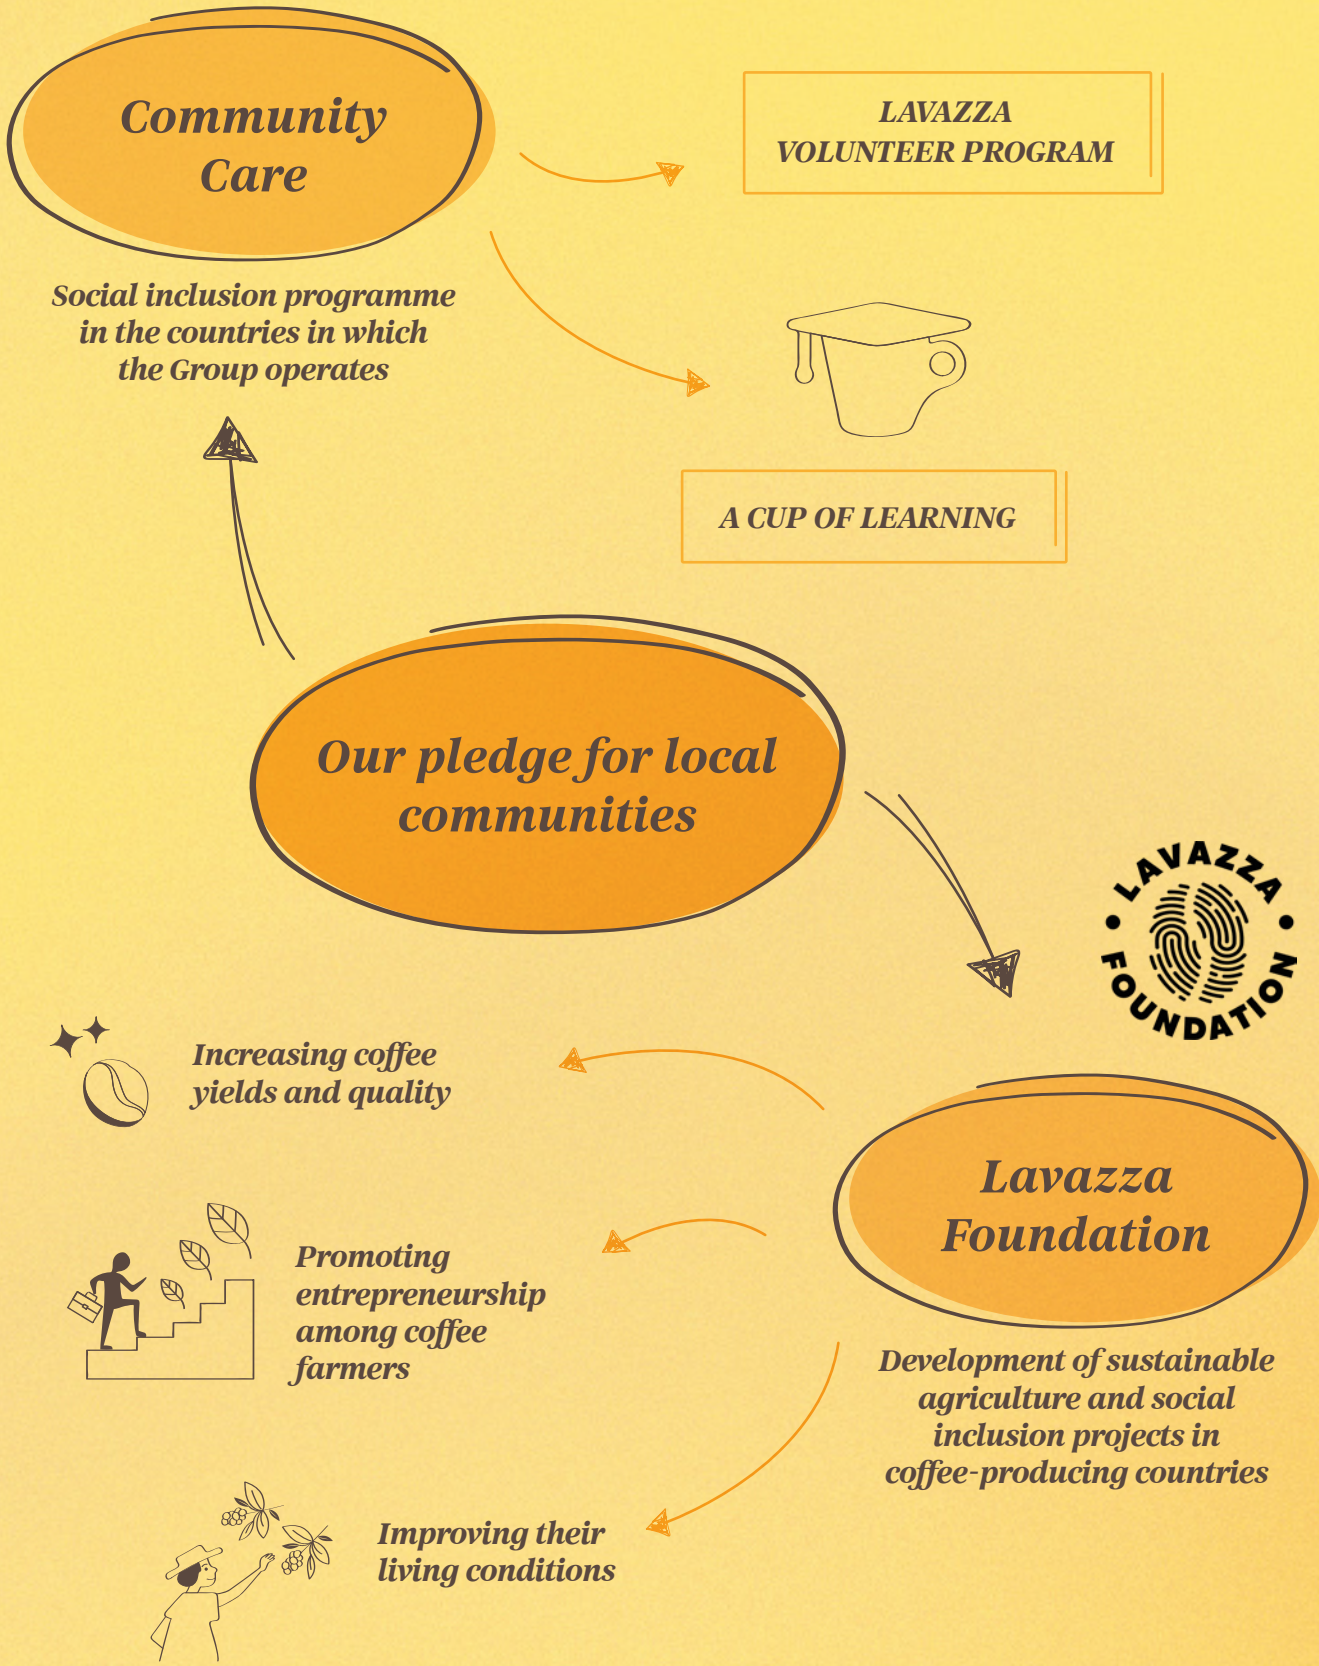 Community
Care
Social inclusion programme
in the countries in which
the Group operates
LAVAZZA
VOLUNTEER PROGRAM
A CUP OF LEARNING
Our pledge for local
communities
LAVAZZA
FOUNDATION
Lavazza
Foundation
Development of sustainable
agriculture and social
inclusion projects in
coffee-producing countries
Increasing coffee
yields and quality
Promoting
entrepreneurship
among coffee
farmers
Improving their
living conditions